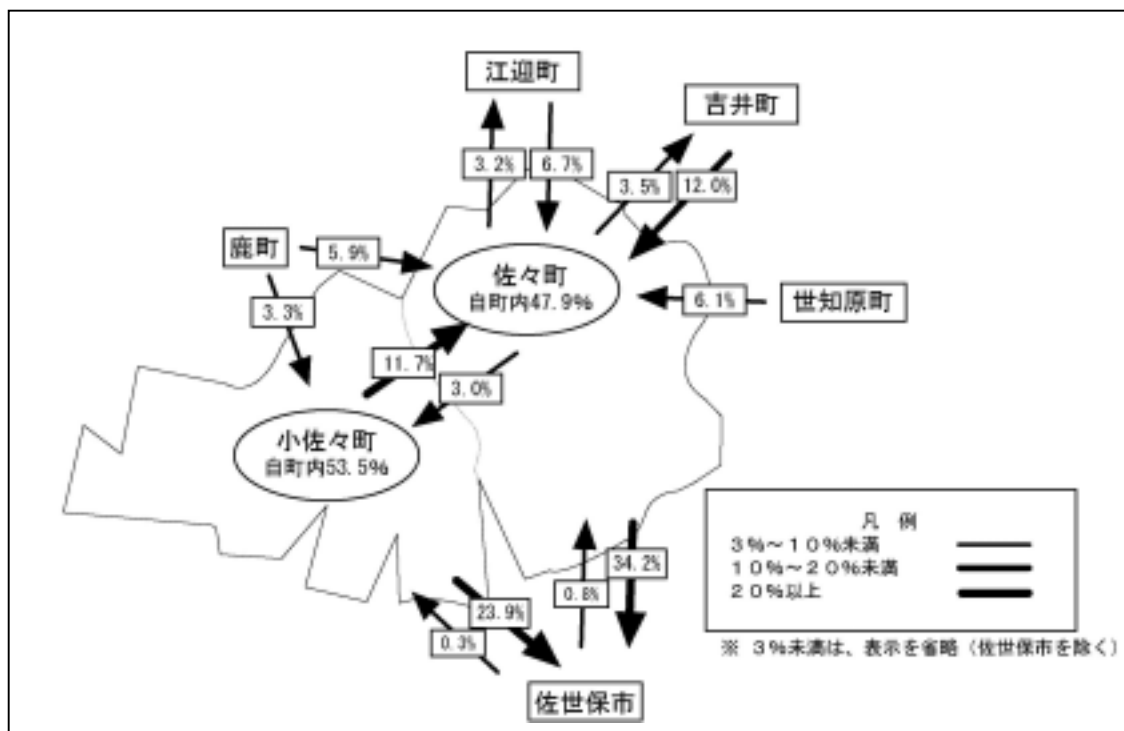 江迎町
吉井町
3.2%
6.7%
3.5%
12.0%
鹿町
5.9%
佐々町
自町内47.9%
6.1%
世知原町
3.3%
11.7%
3.0%
小佐々町
自町内53.5%
凡 例
3%~10%未満
10%~20%未満
20%以上
34.2%
0.8%
23.9%
0.3%
※ 3%未満は、表示を省略(佐世保市を除く)
佐世保市